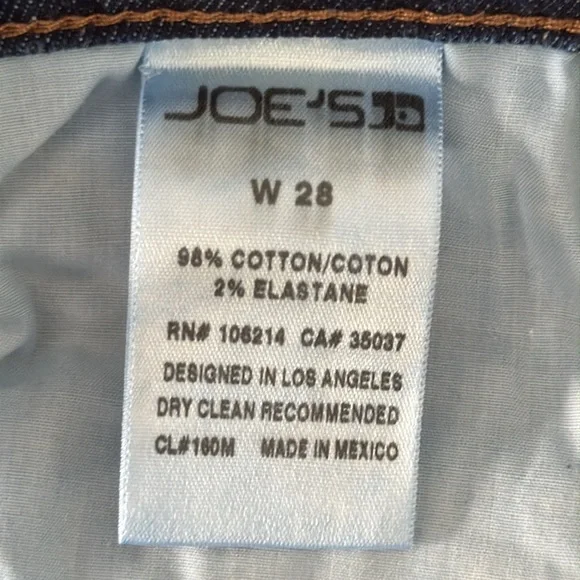 JOE'S
W 28
98% COTTON/COTON
2% ELASTANE
RN# 106214 CA# 35037
DESIGNED IN LOS ANGELES
DRY CLEAN RECOMMENDED
CL#160M MADE IN MEXICO